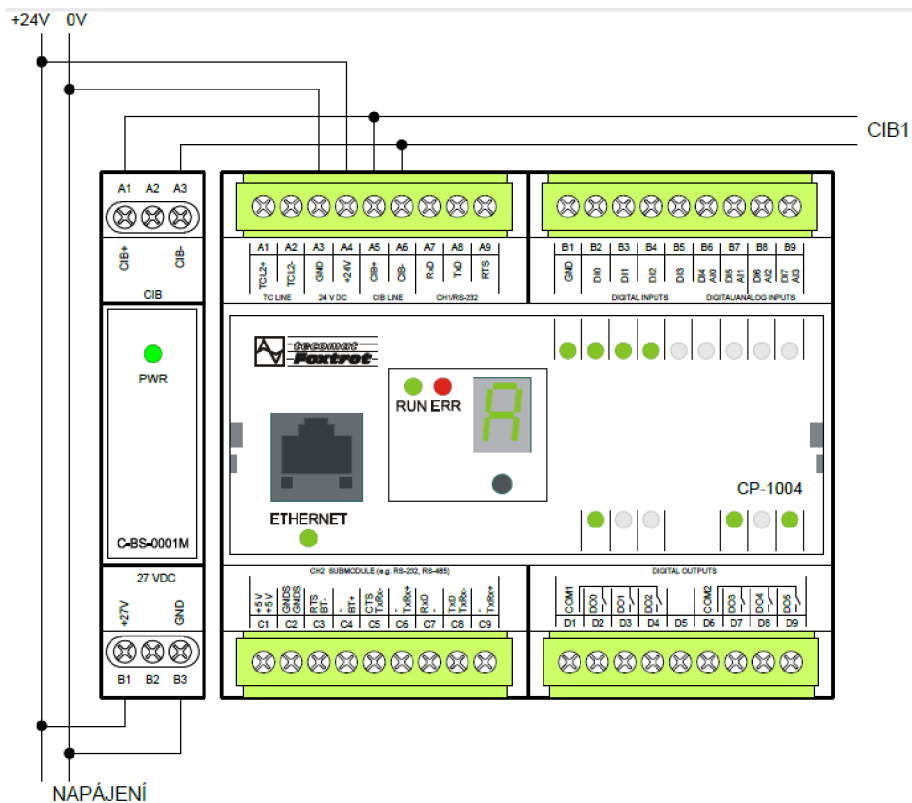 +24V 0V
CIB1
A1 A2 A3
CIB+ CIB-
CIB
PWR
C-BS-0001M
27 VDC
+27V GND
B1 B2 B3
NAPÁJENÍ
A1 A2 A3 A4 A5 A6 A7 A8 A9
TCL2+ TCL2- GND +24V CIB+ CIB- RxD TxD RTS
TC LINE 24 V DC CIB LINE CH1/RS-232
B1 B2 B3 B4 B5 B6 B7 B8 B9
GND DI0 DI1 DI2 DI3 DI4 AI0 DI5 AI1 DI6 AI2 DI7 AI3
DIGITAL INPUTS DIGITAL/ANALOG INPUTS
tecomat
Foxtrot
RUN ERR
A
ETHERNET
CP-1004
CH2 SUBMODULE (e.g. RS-232, RS-485)
+5 V GNDS RTS - CTS - RxD TxD -
+5 V GNDS BT- BT+ TxRx- TxRx+ - TxRx- TxRx+
C1 C2 C3 C4 C5 C6 C7 C8 C9
DIGITAL OUTPUTS
COM1 DO0 DO1 DO2 COM2 DO3 DO4 DO5
D1 D2 D3 D4 D5 D6 D7 D8 D9